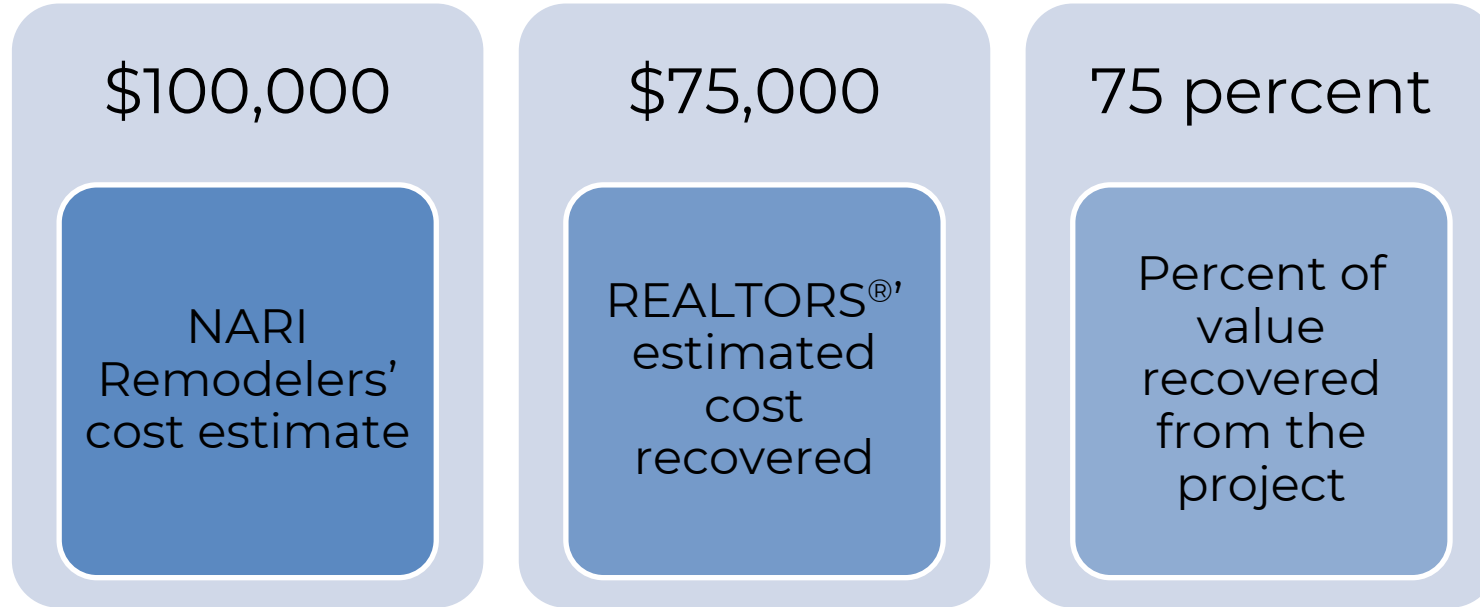 $100,000
NARI
Remodelers’
cost estimate
$75,000
REALTORS®’
estimated
cost
recovered
75 percent
Percent of
value
recovered
from the
project